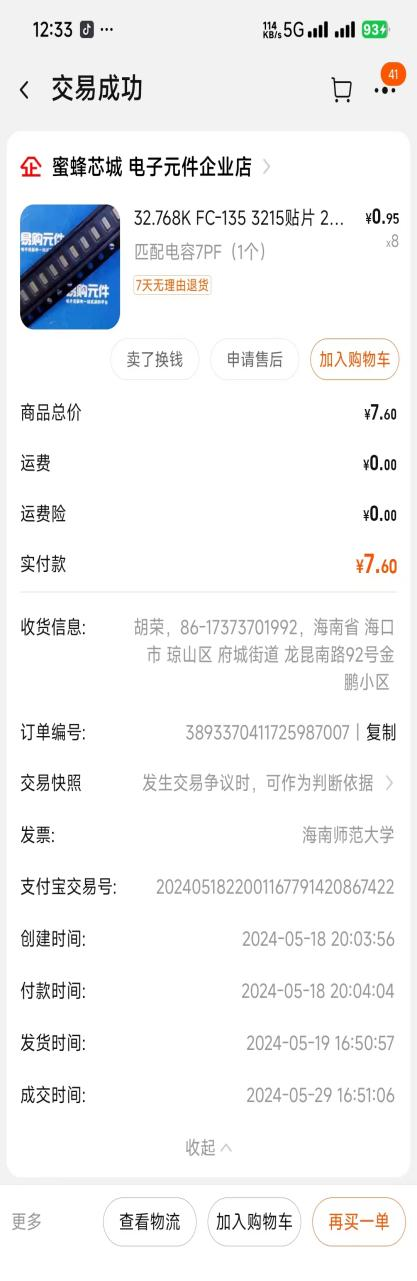 12:33 ··· 114 KB/s 5G 93
交易成功 41
企 蜜蜂芯城 电子元件企业店
易购元件
易购元件
32.768K FC-135 3215贴片 2... ¥0.95
匹配电容7PF（1个） x8
7天无理由退货
卖了换钱 申请售后 加入购物车
商品总价 ¥7.60
运费 ¥0.00
运费险 ¥0.00
实付款 ¥7.60
收货信息: 胡荣，86-17373701992，海南省 海口
市 琼山区 府城街道 龙昆南路92号金
鹏小区
订单编号: 3893370411725987007 | 复制
交易快照 发生交易争议时，可作为判断依据
发票: 海南师范大学
支付宝交易号: 2024051822001167791420867422
创建时间: 2024-05-18 20:03:56
付款时间: 2024-05-18 20:04:04
发货时间: 2024-05-19 16:50:57
成交时间: 2024-05-29 16:51:06
收起
更多 查看物流 加入购物车 再买一单